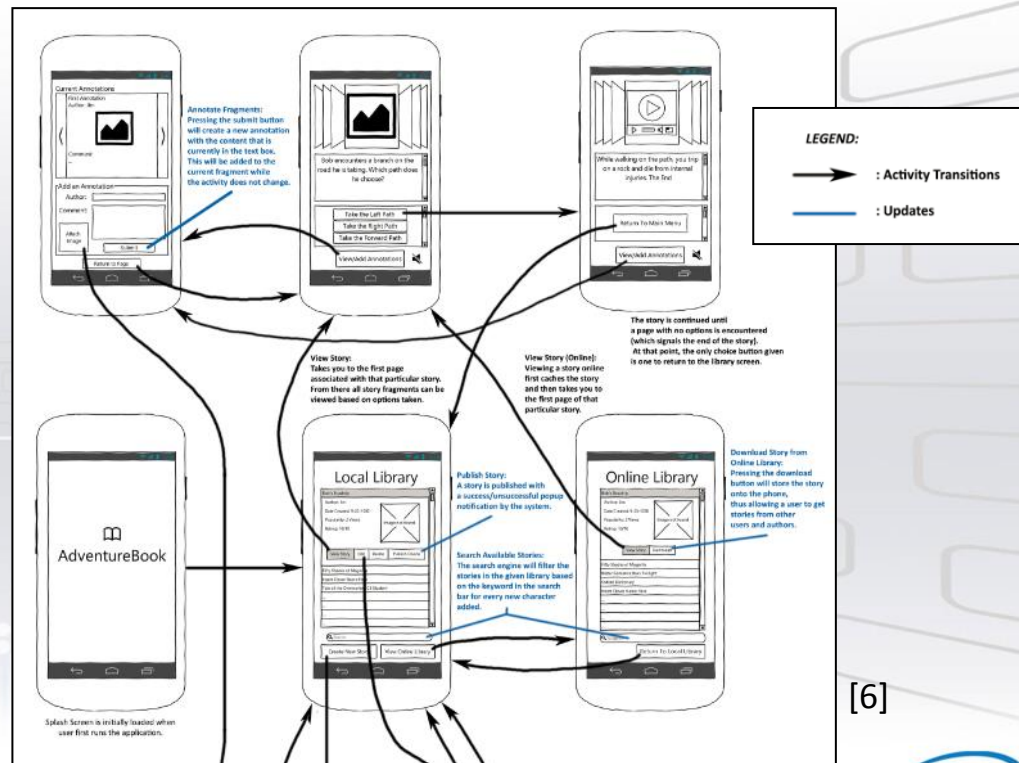 Current Annotations
First Annotation
Author: Jim
Comment:
Add an Annotation
Author:
Comment:
Attach
Image
Submit
Return to Page
Annotate Fragments:
Pressing the submit button
will create a new annotation
with the content that is
currently in the text box.
This will be added to the
current fragment while
the activity does not change.
Bob encounters a branch on the
road he is taking. Which path does
he choose?
Take the Left Path
Take the Right Path
Take the Forward Path
View/Add Annotations
While walking on the path, you trip
on a rock and die from internal
injuries. The End
Return To Main Menu
View/Add Annotations
LEGEND:
: Activity Transitions
: Updates
The story is continued until
a page with no options is encountered
(which signals the end of the story).
At that point, the only choice button given
is one to return to the library screen.
View Story:
Takes you to the first page
associated with that particular story.
From there all story fragments can be
viewed based on options taken.
View Story (Online):
Viewing a story online
first caches the story
and then takes you to
the first page of that
particular story.
AdventureBook
Splash Screen is initially loaded when
user first runs the application.
Local Library
View Story
Publish Story:
A story is published with
a success/unsuccessful popup
notification by the system.
Search Available Stories:
The search engine will filter the
stories in the given library based
on the keyword in the search
bar for every new character
added.
Create New Story
View Online Library
Online Library
View Story
Download Story from
Online Library:
Pressing the download
button will store the story
onto the phone,
thus allowing a user to get
stories from other
users and authors.
Return To Local Library
[6]